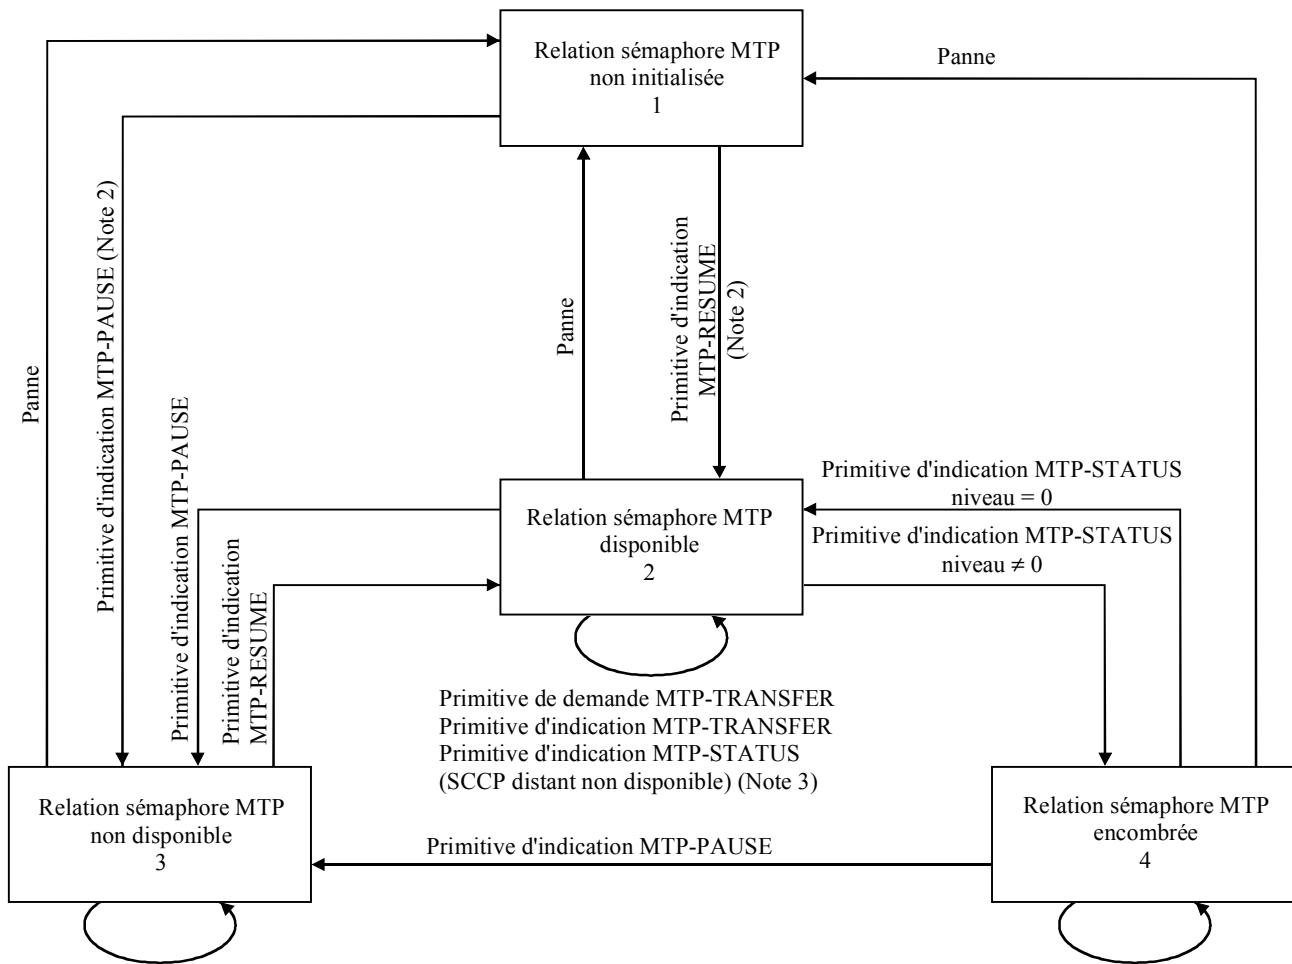 Relation sémaphore MTP
non initialisée
1
Panne
Panne
Primitive d'indication MTP-PAUSE (Note 2)
Primitive d'indication MTP-PAUSE
Primitive d'indication
MTP-RESUME
Panne
Primitive d'indication
MTP-RESUME
(Note 2)
Primitive d'indication MTP-STATUS
niveau = 0
Primitive d'indication MTP-STATUS
niveau ≠ 0
Relation sémaphore MTP
disponible
2
Primitive de demande MTP-TRANSFER
Primitive d'indication MTP-TRANSFER
Primitive d'indication MTP-STATUS
(SCCP distant non disponible) (Note 3)
Relation sémaphore MTP
non disponible
3
Primitive d'indication MTP-PAUSE
Relation sémaphore MTP
encombrée
4